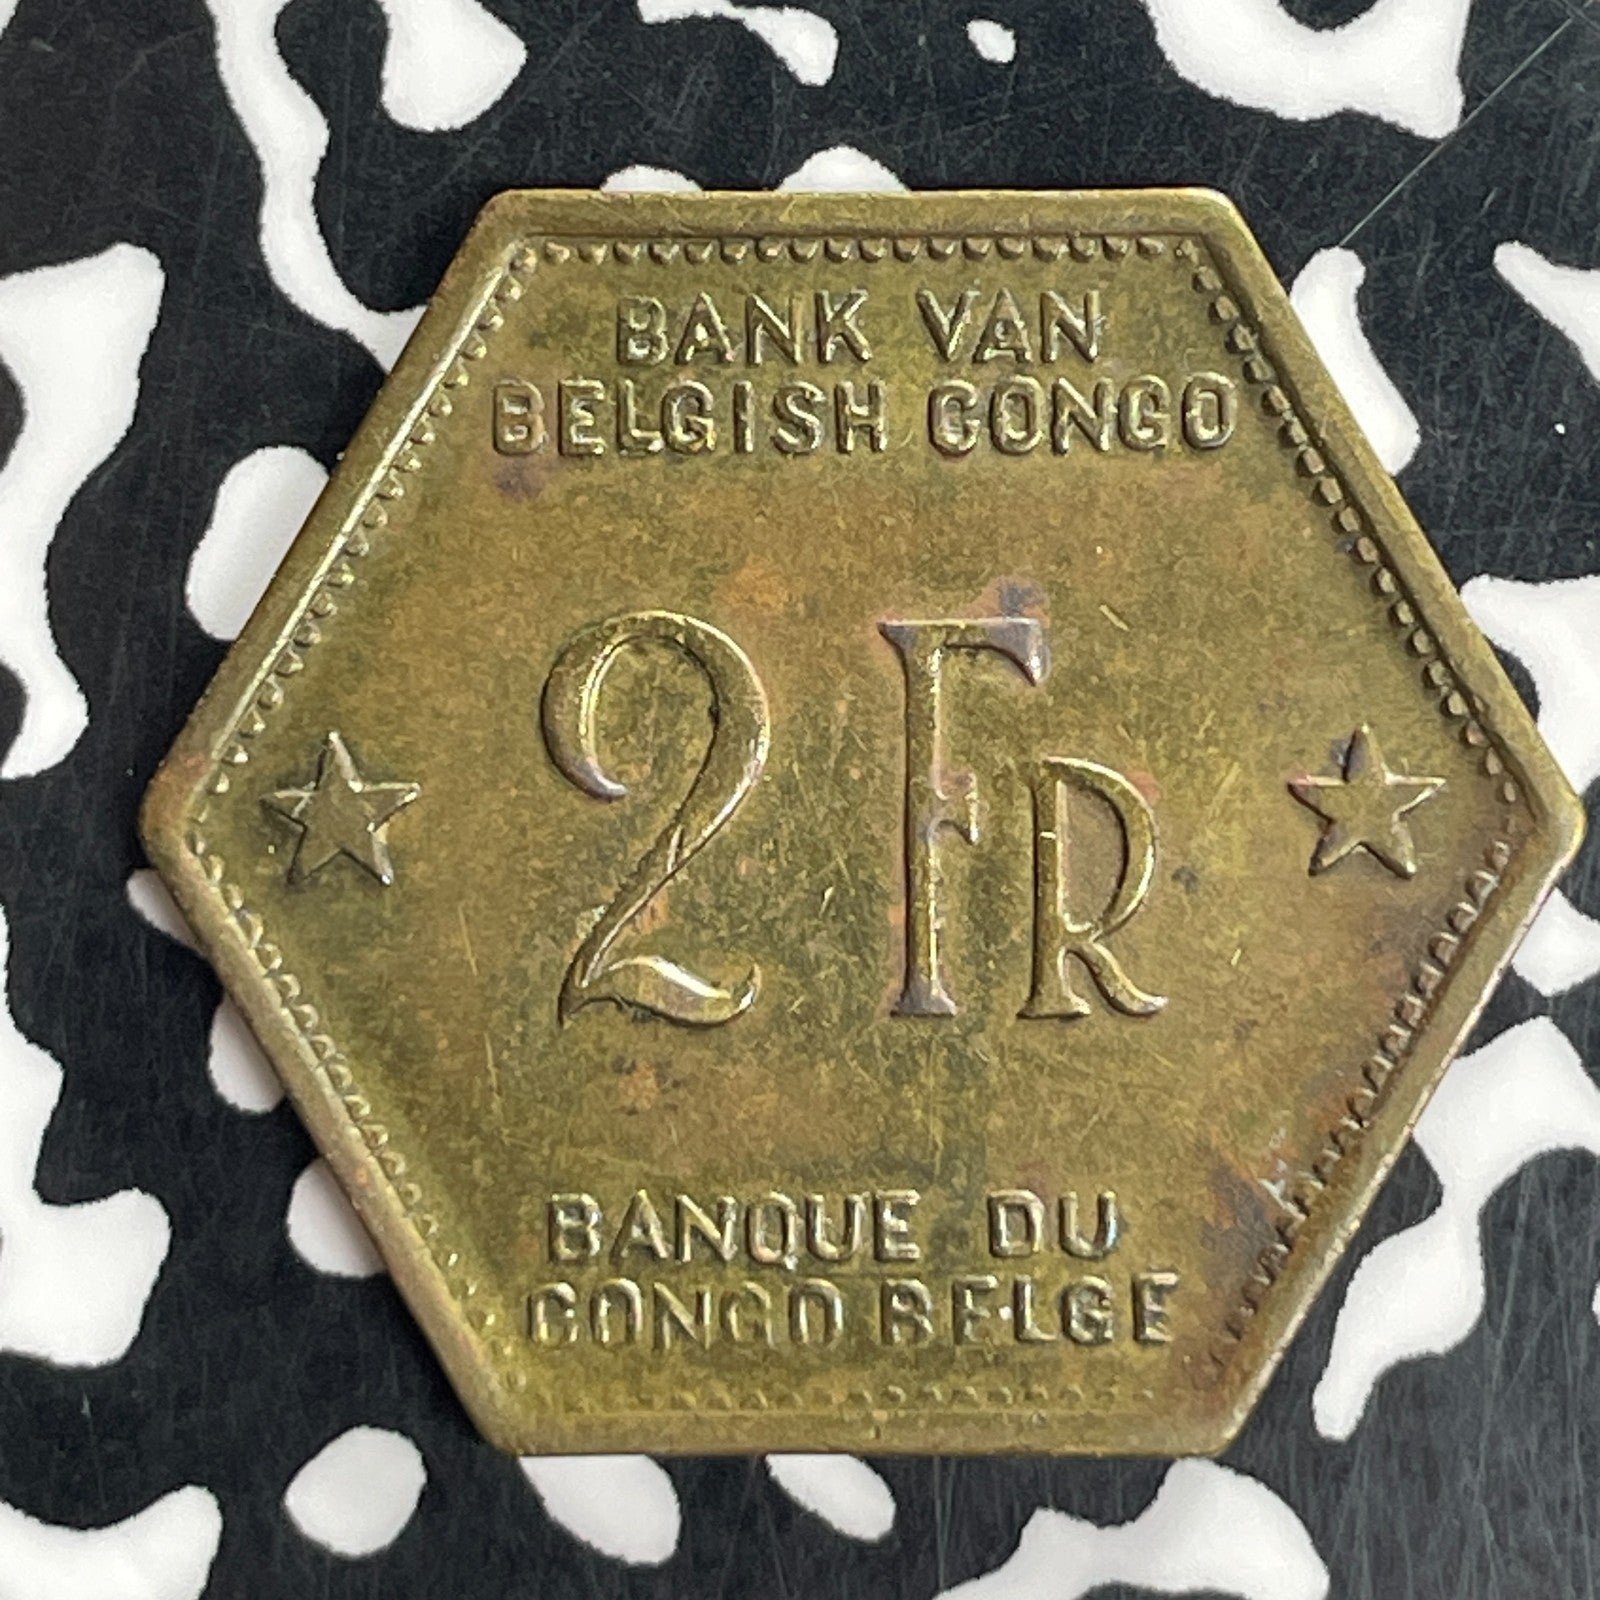 BANK VAN
BELGISH CONGO
2 FR
BANQUE DU
CONGO BELGE